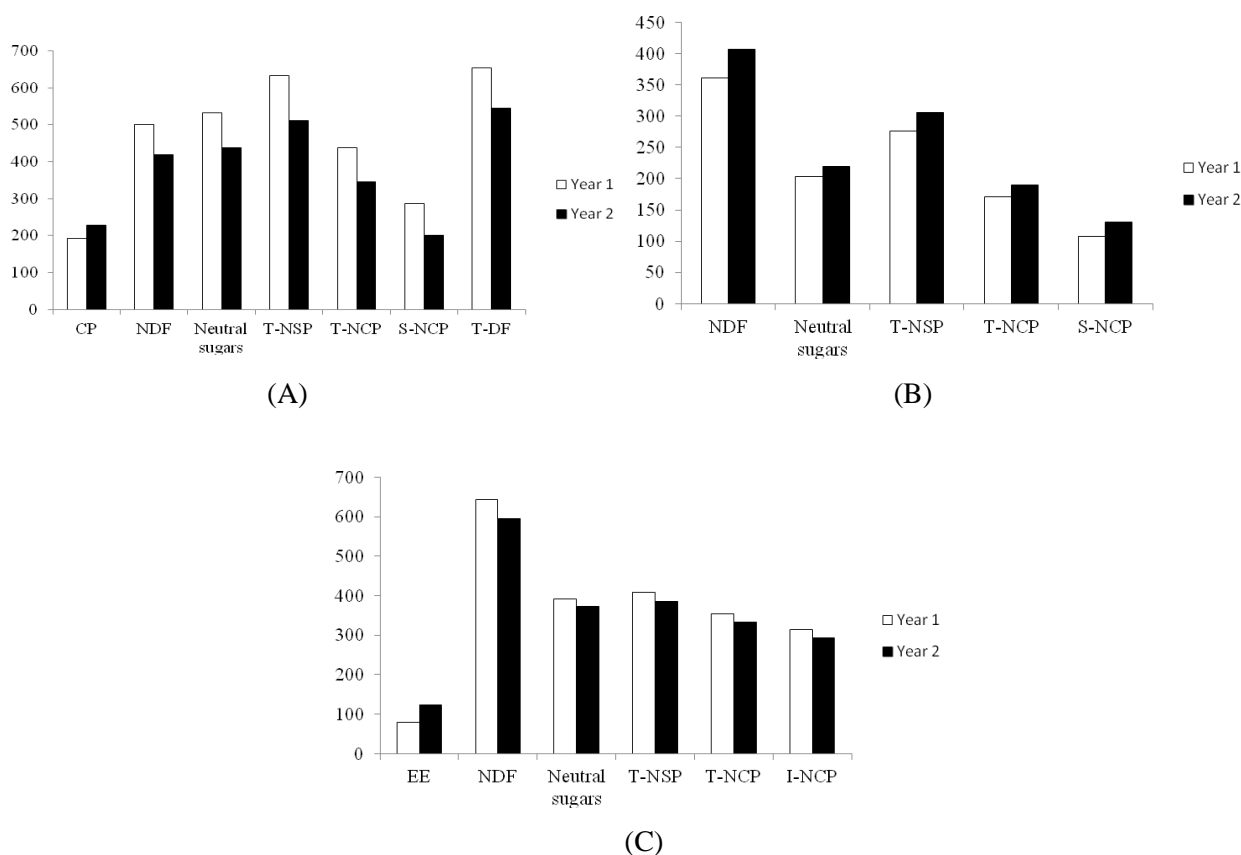 700
600
500
400
300
200
100
0
CP NDF Neutral sugars T-NSP T-NCP S-NCP T-DF
Year 1
Year 2
(A)
450
400
350
300
250
200
150
100
50
0
NDF Neutral sugars T-NSP T-NCP S-NCP
Year 1
Year 2
(B)
700
600
500
400
300
200
100
0
EE NDF Neutral sugars T-NSP T-NCP I-NCP
Year 1
Year 2
(C)